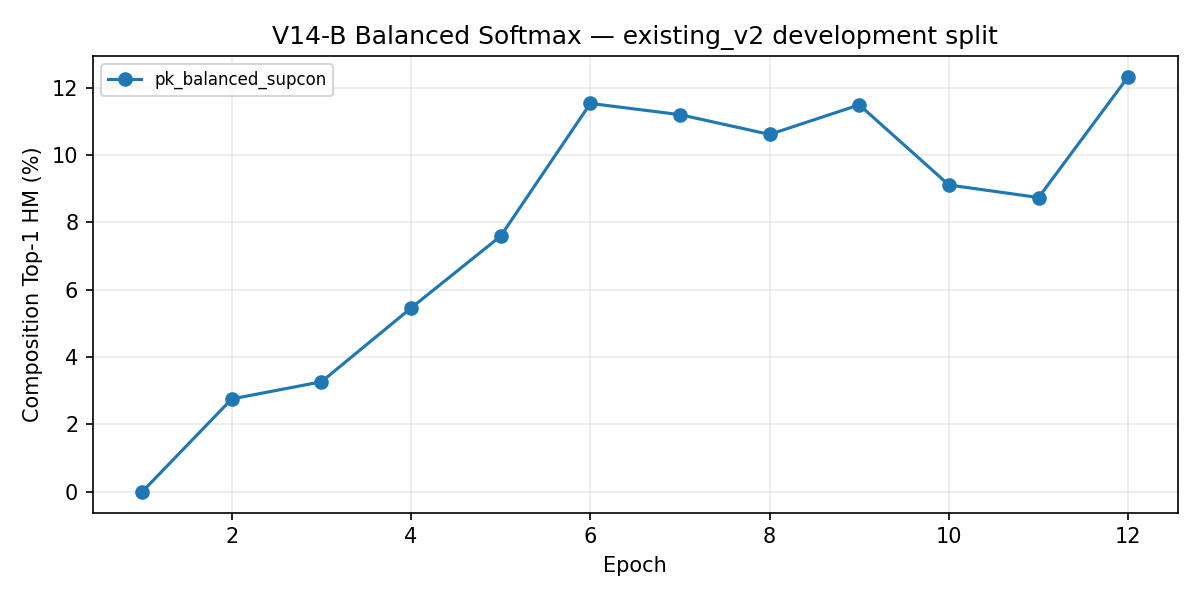 V14-B Balanced Softmax — existing_v2 development split
pk_balanced_supcon
Composition Top-1 HM (%)
12
10
8
6
4
2
0
2 4 6 8 10 12
Epoch